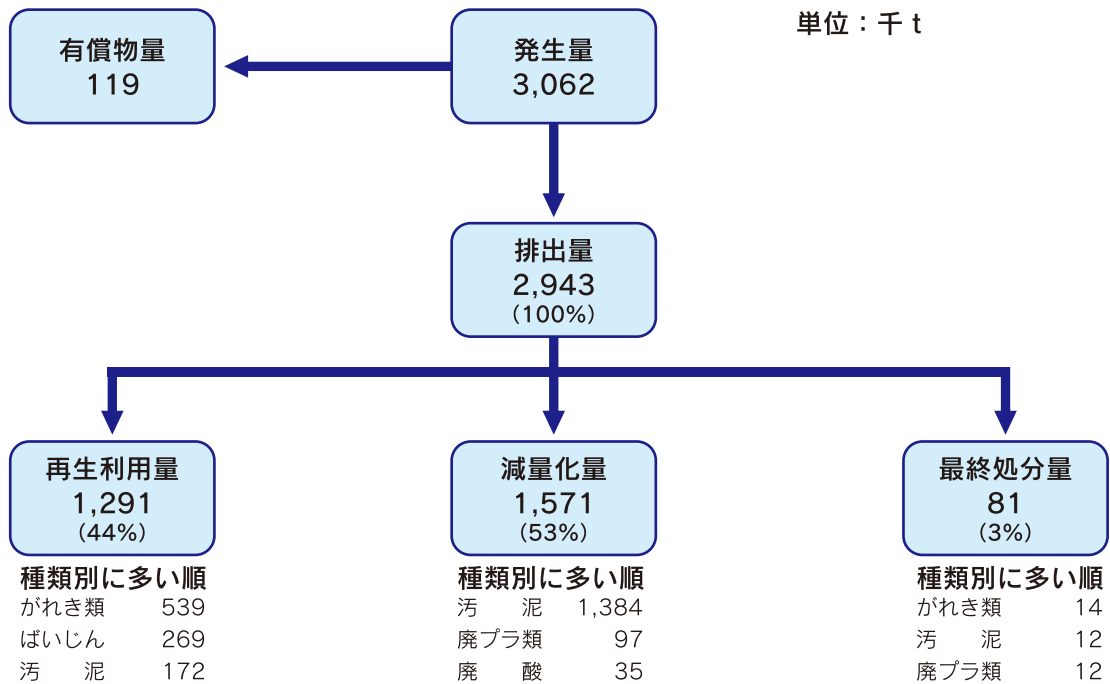 単位：千 t
有償物量
119
発生量
3,062
排出量
2,943
（100%）
再生利用量
1,291
（44%）
種類別に多い順
がれき類 539
ばいじん 269
汚　泥 172
減量化量
1,571
（53%）
種類別に多い順
汚　泥 1,384
廃プラ類 97
廃　酸 35
最終処分量
81
（3%）
種類別に多い順
がれき類 14
汚　泥 12
廃プラ類 12